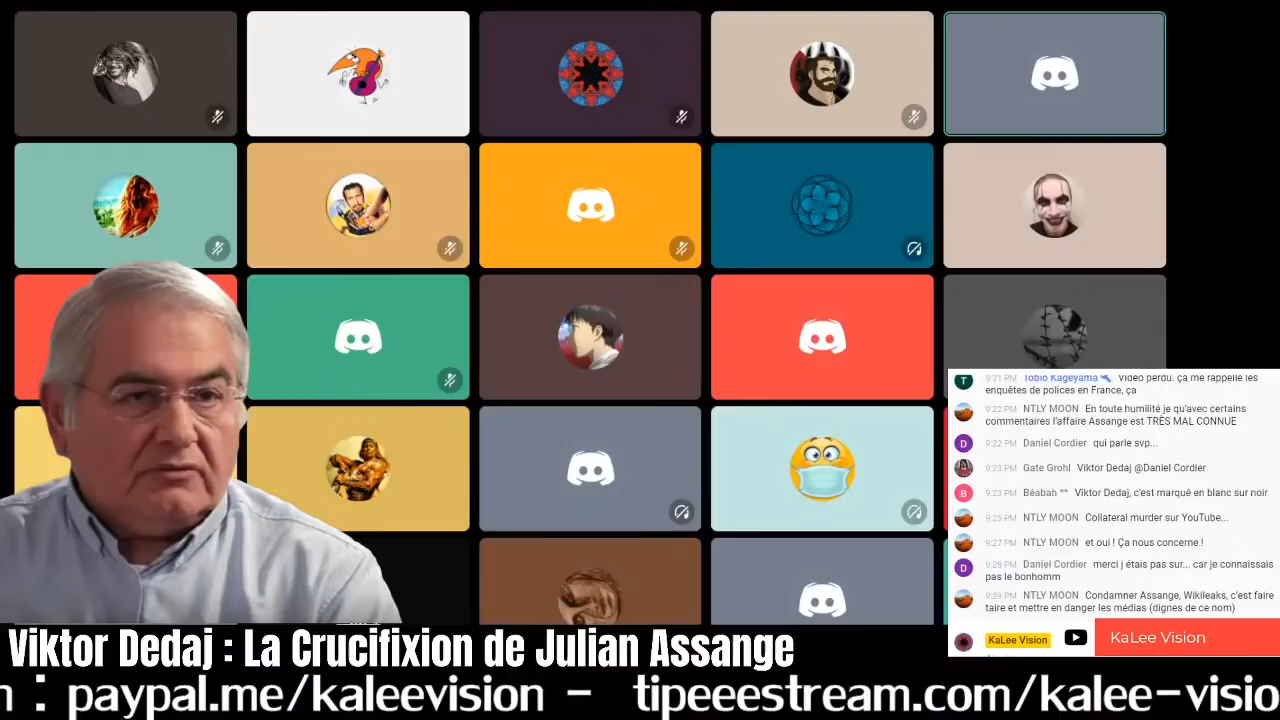 9:21 PM Tobio Kageyama Vidéo perdu. ça me rappelle les
enquêtes de polices en France, ça
9:22 PM NTLY MOON En toute humilité je qu'avec certains
commentaires l'affaire Assange est TRÈS MAL CONNUE
D 9:22 PM Daniel Cordier qui parle svp...
9:23 PM Gate Grohl Viktor Dedaj @Daniel Cordier
B 9:23 PM Béabah ** Viktor Dedaj, c'est marqué en blanc sur noir
9:25 PM NTLY MOON Collateral murder sur YouTube...
9:27 PM NTLY MOON et oui ! Ça nous concerne !
D 9:28 PM Daniel Cordier merci j étais pas sur... car je connaissais
pas le bonhomm
9:29 PM NTLY MOON Condamner Assange, Wikileaks, c'est faire
taire et mettre en danger les médias (dignes de ce nom)
KaLee Vision KaLee Vision
Viktor Dedaj : La Crucifixion de Julian Assange
: paypal.me/kaleevision - tipeeestream.com/kalee-visio